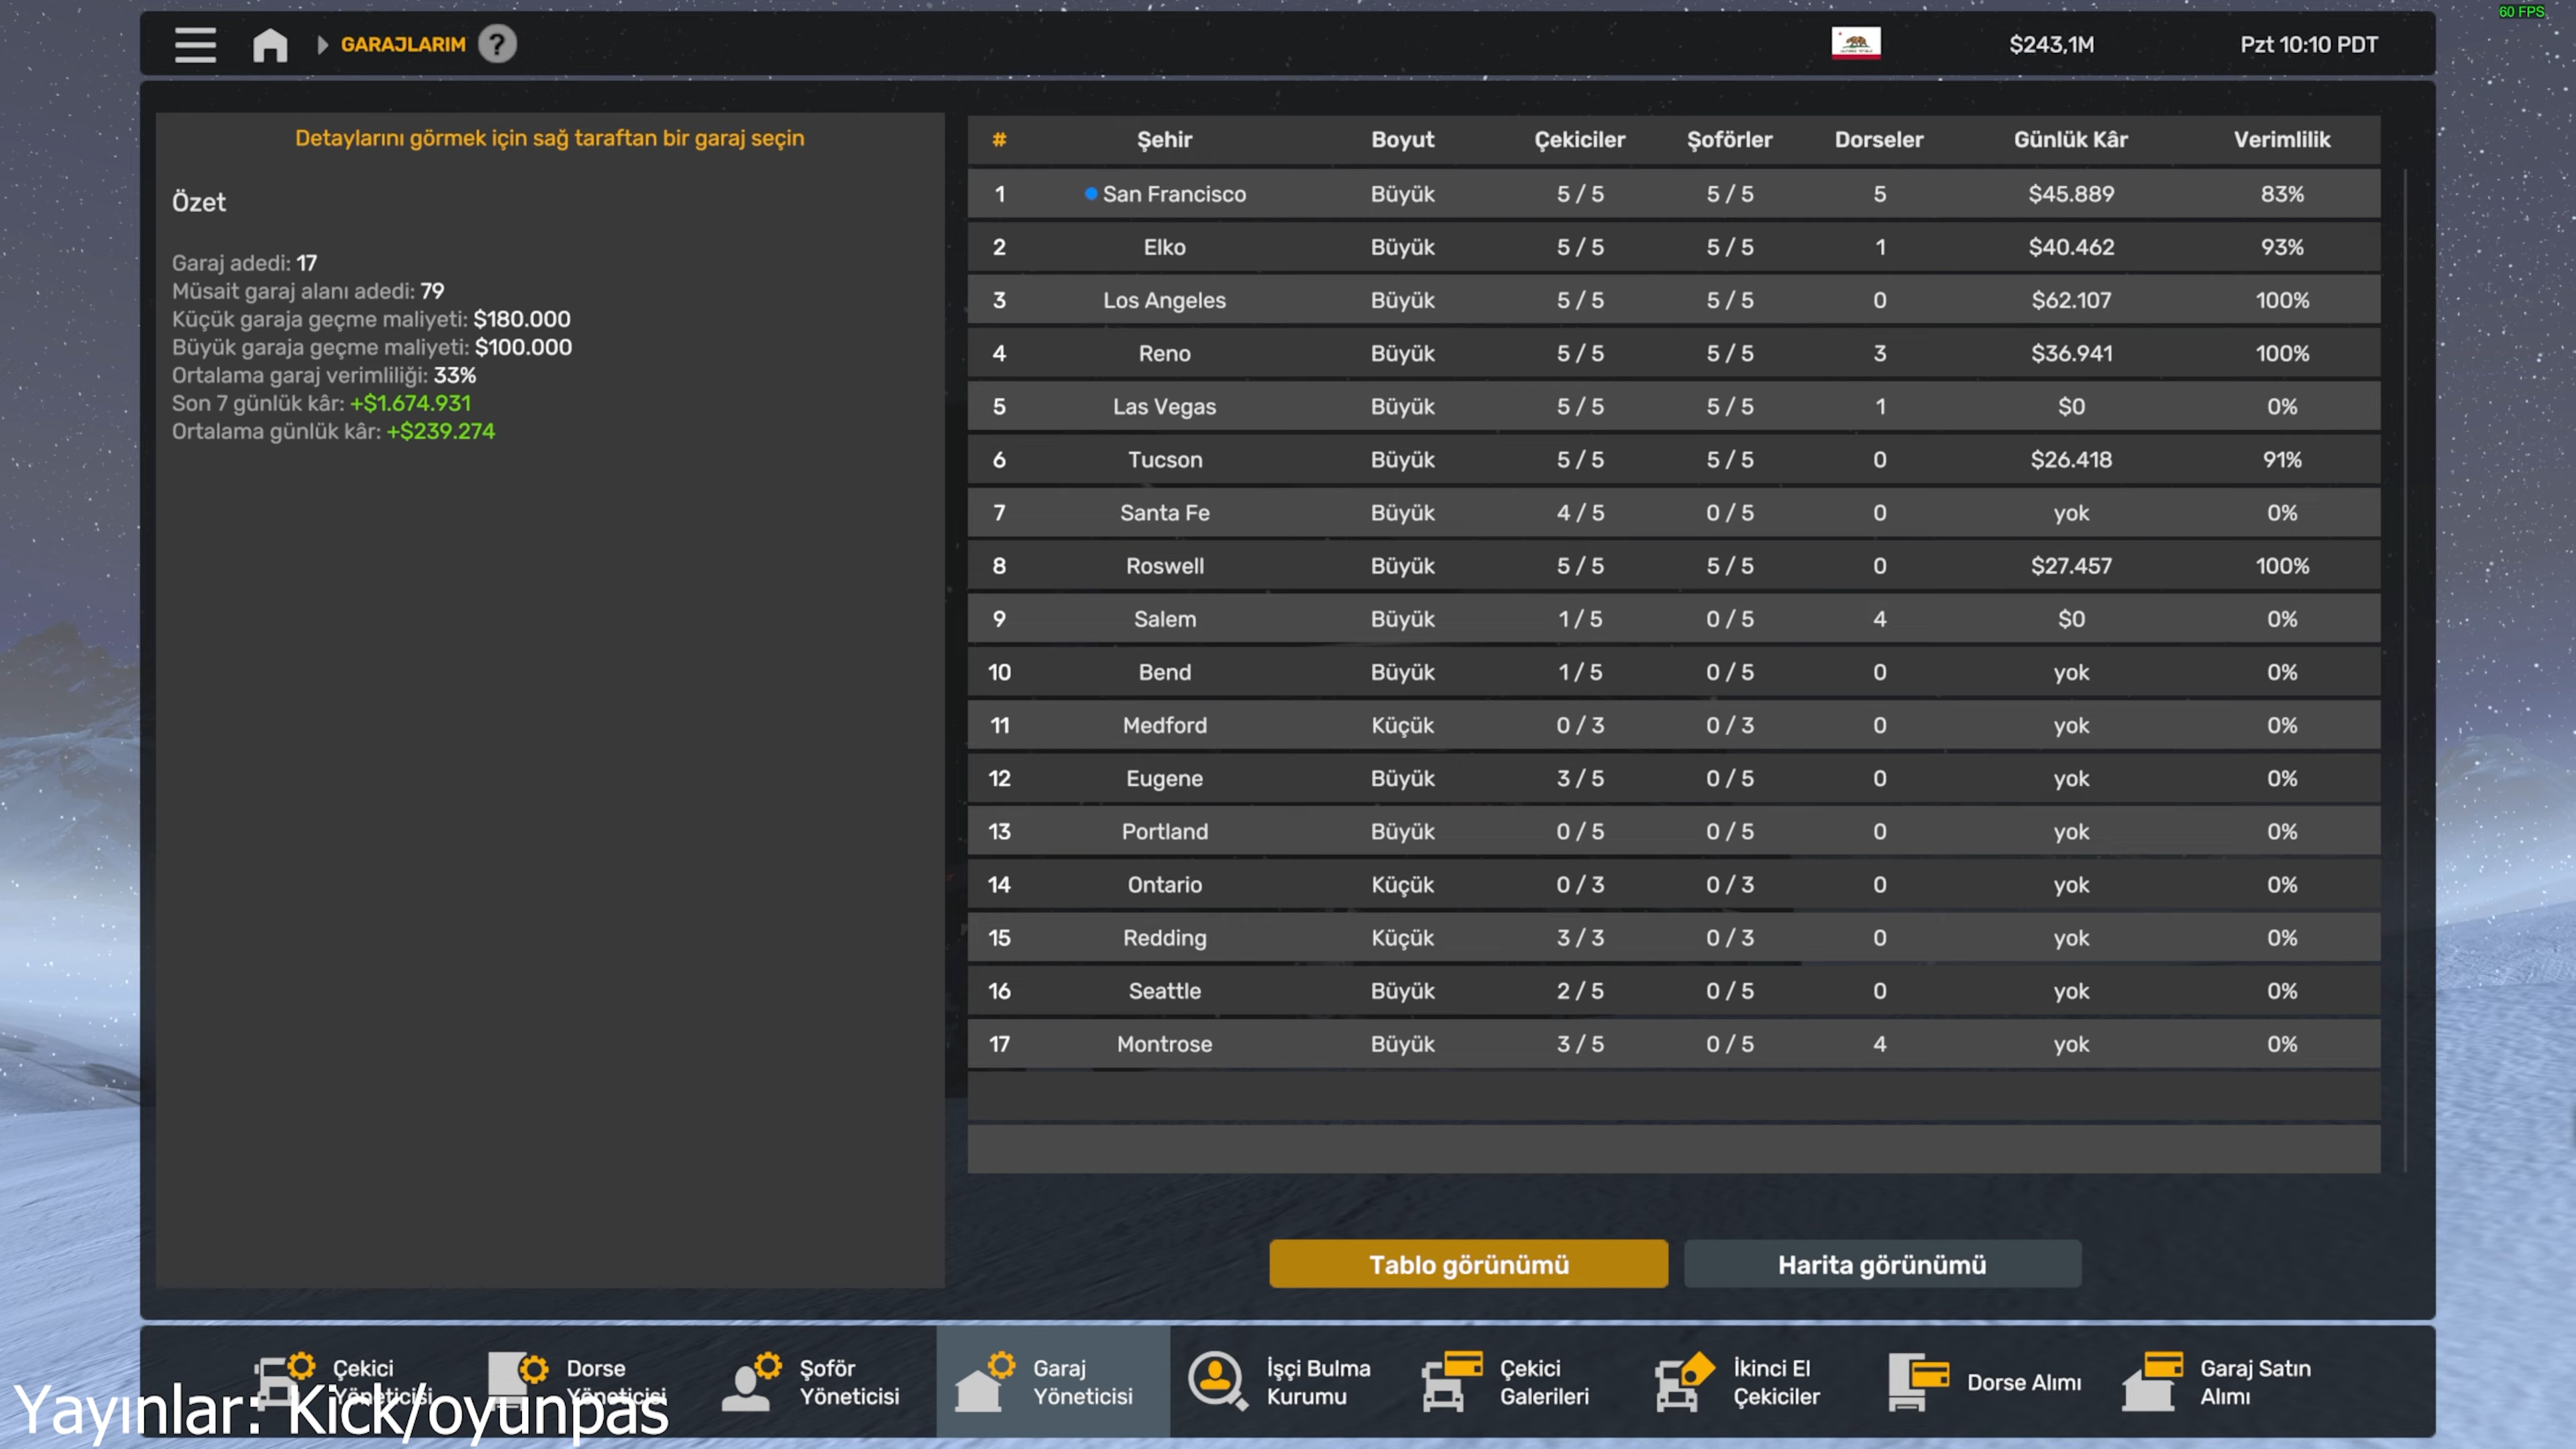 60 FPS
GARAJLARIM ?
$243,1M
Pzt 10:10 PDT
Detaylarını görmek için sağ taraftan bir garaj seçin
Özet
Garaj adedi: 17
Müsait garaj alanı adedi: 79
Küçük garaja geçme maliyeti: $180.000
Büyük garaja geçme maliyeti: $100.000
Ortalama garaj verimliliği: 33%
Son 7 günlük kâr: +$1.674.931
Ortalama günlük kâr: +$239.274
# Şehir Boyut Çekiciler Şoförler Dorseler Günlük Kâr Verimlilik
1 San Francisco Büyük 5 / 5 5 / 5 5 $45.889 83%
2 Elko Büyük 5 / 5 5 / 5 1 $40.462 93%
3 Los Angeles Büyük 5 / 5 5 / 5 0 $62.107 100%
4 Reno Büyük 5 / 5 5 / 5 3 $36.941 100%
5 Las Vegas Büyük 5 / 5 5 / 5 1 $0 0%
6 Tucson Büyük 5 / 5 5 / 5 0 $26.418 91%
7 Santa Fe Büyük 4 / 5 0 / 5 0 yok 0%
8 Roswell Büyük 5 / 5 5 / 5 0 $27.457 100%
9 Salem Büyük 1 / 5 0 / 5 4 $0 0%
10 Bend Büyük 1 / 5 0 / 5 0 yok 0%
11 Medford Küçük 0 / 3 0 / 3 0 yok 0%
12 Eugene Büyük 3 / 5 0 / 5 0 yok 0%
13 Portland Büyük 0 / 5 0 / 5 0 yok 0%
14 Ontario Küçük 0 / 3 0 / 3 0 yok 0%
15 Redding Küçük 3 / 3 0 / 3 0 yok 0%
16 Seattle Büyük 2 / 5 0 / 5 0 yok 0%
17 Montrose Büyük 3 / 5 0 / 5 4 yok 0%
Tablo görünümü
Harita görünümü
Çekici
Yöneticisi
Dorse
Yöneticisi
Şoför
Yöneticisi
Garaj
Yöneticisi
İşçi Bulma
Kurumu
Çekici
Galerileri
İkinci El
Çekiciler
Dorse Alımı
Garaj Satın
Alımı
Yayınlar: Kick/oyunpas